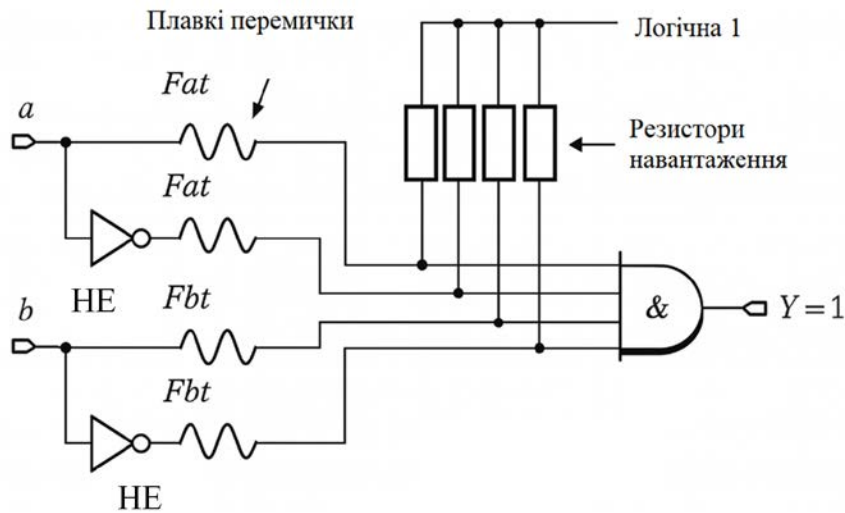 Плавкі перемички
Логічна 1
Fat
a
Резистори
навантаження
Fat
НЕ
b
Fbt
&
Y = 1
Fbt
НЕ